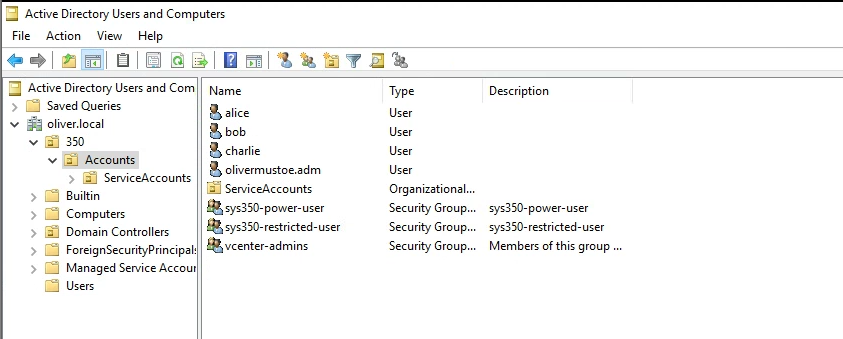 Active Directory Users and Computers
File Action View Help
Active Directory Users and Com
Saved Queries
oliver.local
350
Accounts
ServiceAccounts
Builtin
Computers
Domain Controllers
ForeignSecurityPrincipals
Managed Service Accour
Users
Name Type Description
alice User
bob User
charlie User
olivermustoe.adm User
ServiceAccounts Organizational...
sys350-power-user Security Group... sys350-power-user
sys350-restricted-user Security Group... sys350-restricted-user
vcenter-admins Security Group... Members of this group ...